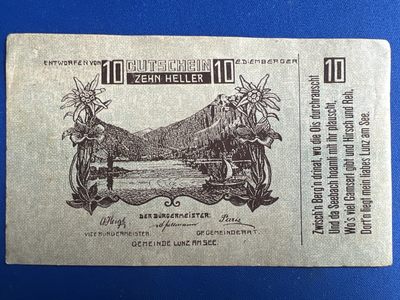 ENTWORFEN VON 10 GUTSCHEIN 10 E.DIEMBERGER
ZEHN HELLER
DER BÜRGERMEISTER:
VIZEBÜRGERMEISTER. GEMEINDERAT.
GEMEINDE LUNZ AM SEE.
10
Zwisch'n Berg'n drinat, wo die Ois durchrauscht
Und da Seebach hoamli mit ihr plauscht,
Wo's viel Gamserl gibt und Hirsch und Reh,
Dort'n liegt mein liabes Lunz am See.